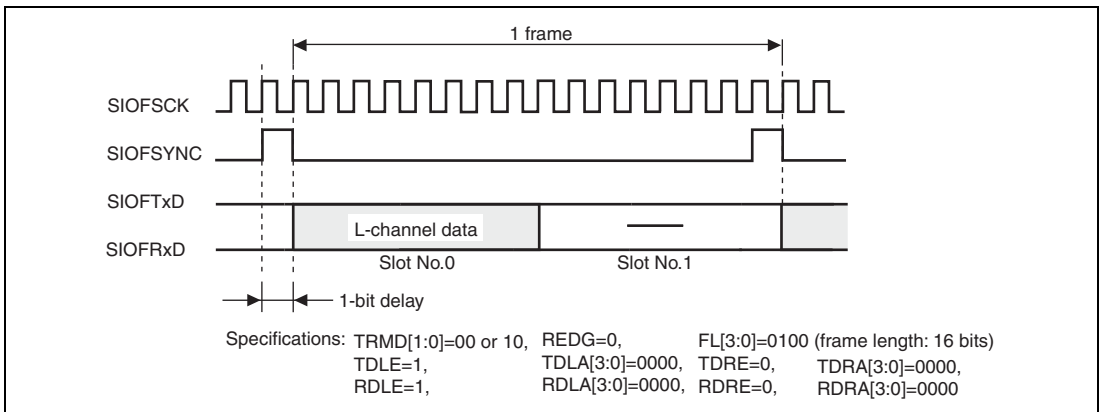 1 frame
SIOFSCK
SIOFSYNC
SIOFTxD
L-channel data
SIOFRxD
Slot No.0 Slot No.1
1-bit delay
Specifications: TRMD[1:0]=00 or 10, REDG=0, FL[3:0]=0100 (frame length: 16 bits)
TDLE=1, TDLA[3:0]=0000, TDRE=0, TDRA[3:0]=0000,
RDLE=1, RDLA[3:0]=0000, RDRE=0, RDRA[3:0]=0000